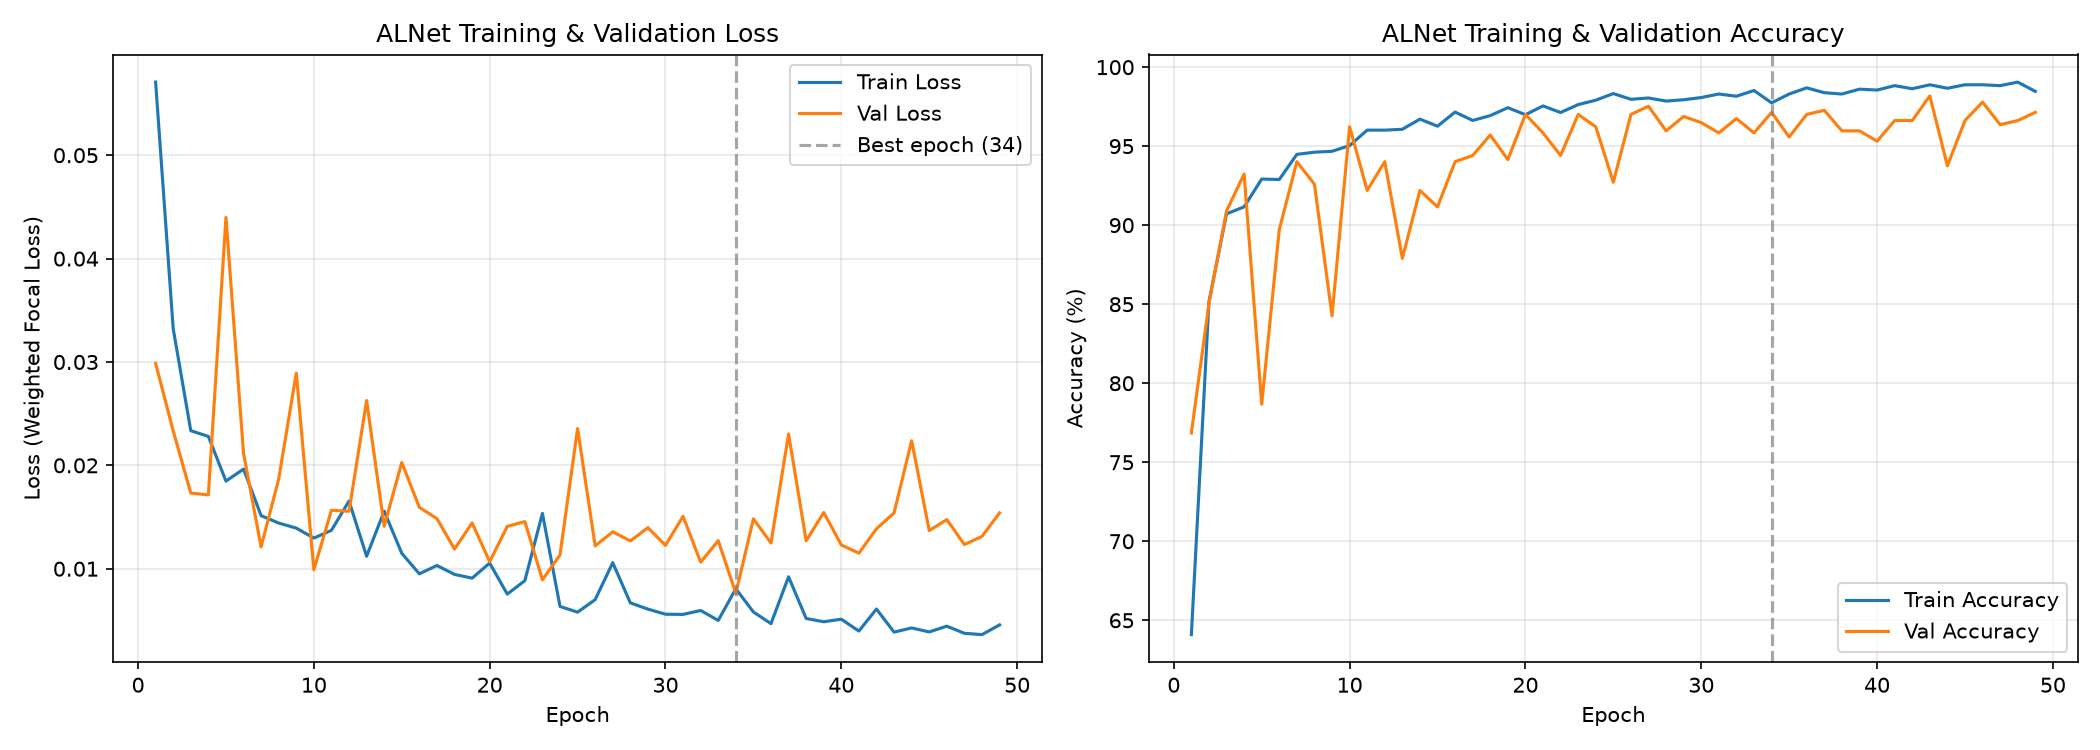 ALNet Training & Validation Loss
Loss (Weighted Focal Loss)
0.05
0.04
0.03
0.02
0.01
Train Loss
Val Loss
Best epoch (34)
0 10 20 30 40 50
Epoch
ALNet Training & Validation Accuracy
Accuracy (%)
100
95
90
85
80
75
70
65
Train Accuracy
Val Accuracy
0 10 20 30 40 50
Epoch